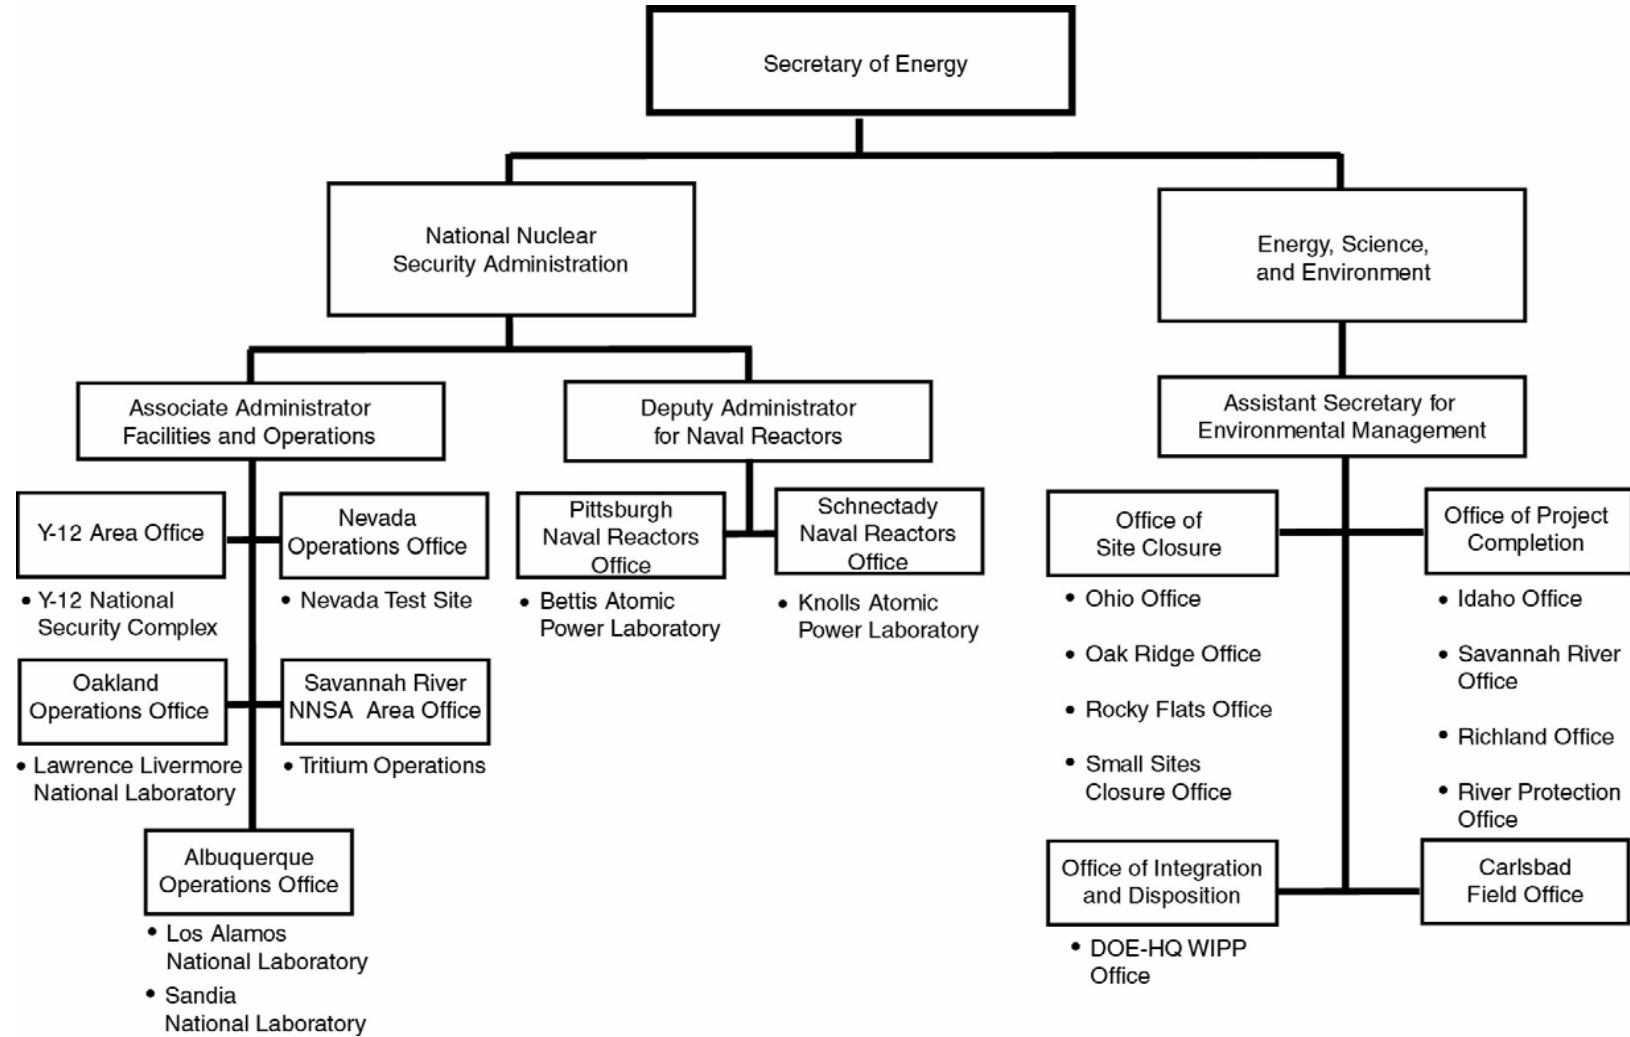 Secretary of Energy
National Nuclear
Security Administration
Energy, Science,
and Environment
Associate Administrator
Facilities and Operations
Deputy Administrator
for Naval Reactors
Assistant Secretary for
Environmental Management
Y-12 Area Office
• Y-12 National
Security Complex
Nevada
Operations Office
• Nevada Test Site
Pittsburgh
Naval Reactors
Office
• Bettis Atomic
Power Laboratory
Schnectady
Naval Reactors
Office
• Knolls Atomic
Power Laboratory
Office of
Site Closure
• Ohio Office
• Oak Ridge Office
• Rocky Flats Office
• Small Sites
Closure Office
Office of Project
Completion
• Idaho Office
• Savannah River
Office
• Richland Office
• River Protection
Office
Oakland
Operations Office
• Lawrence Livermore
National Laboratory
Savannah River
NNSA Area Office
• Tritium Operations
Albuquerque
Operations Office
• Los Alamos
National Laboratory
• Sandia
National Laboratory
Office of Integration
and Disposition
• DOE-HQ WIPP
Office
Carlsbad
Field Office